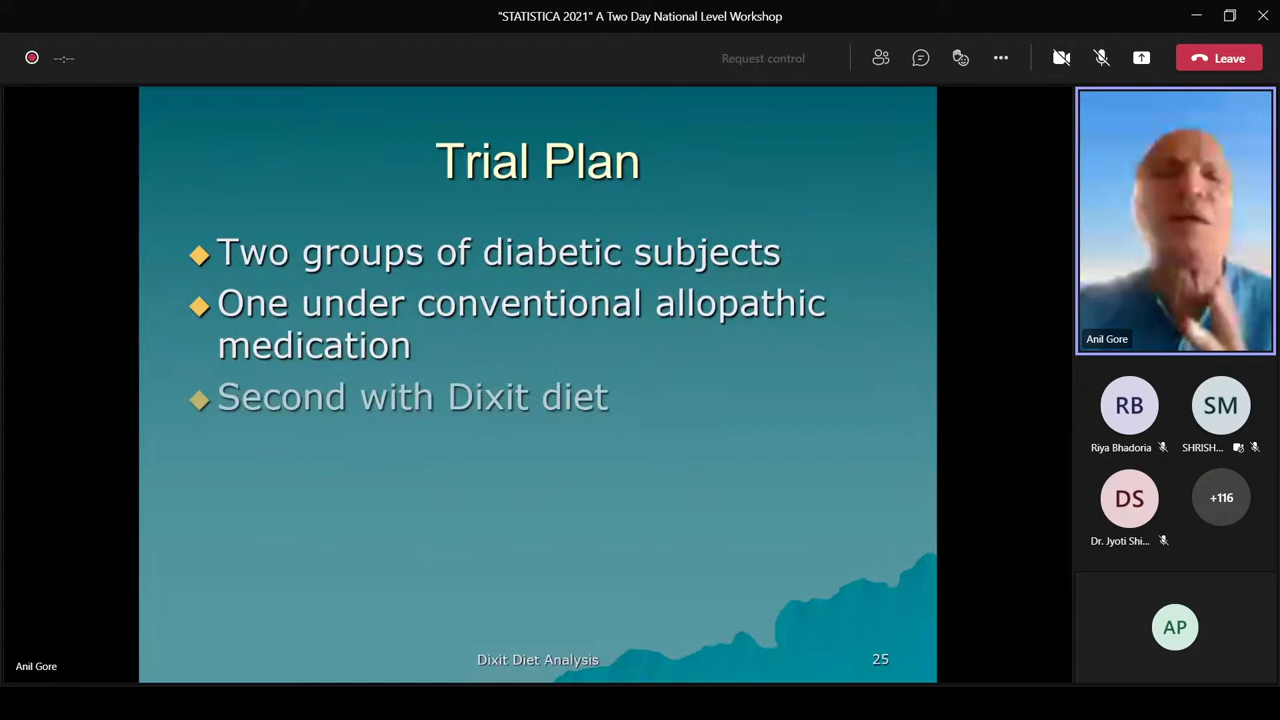 "STATISTICA 2021" A Two Day National Level Workshop
--:--
Request control
Leave
Trial Plan
Two groups of diabetic subjects
One under conventional allopathic
medication
Second with Dixit diet
Dixit Diet Analysis
25
Anil Gore
Anil Gore
RB
SM
Riya Bhadoria
SHRISH...
DS
+116
Dr. Jyoti Shi...
AP